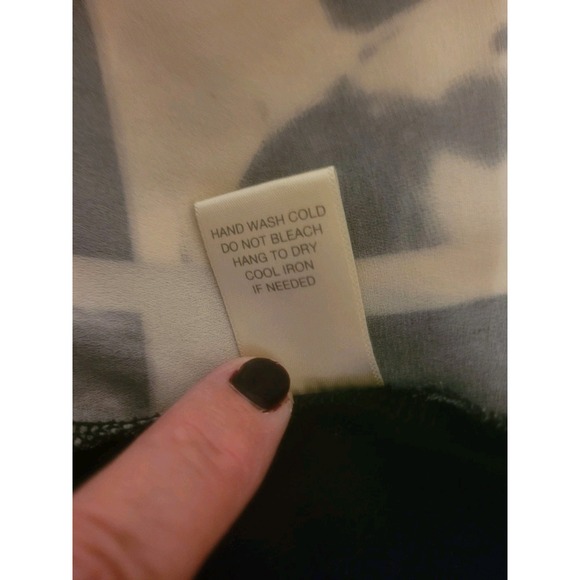 HAND WASH COLD
DO NOT BLEACH
HANG TO DRY
COOL IRON
IF NEEDED